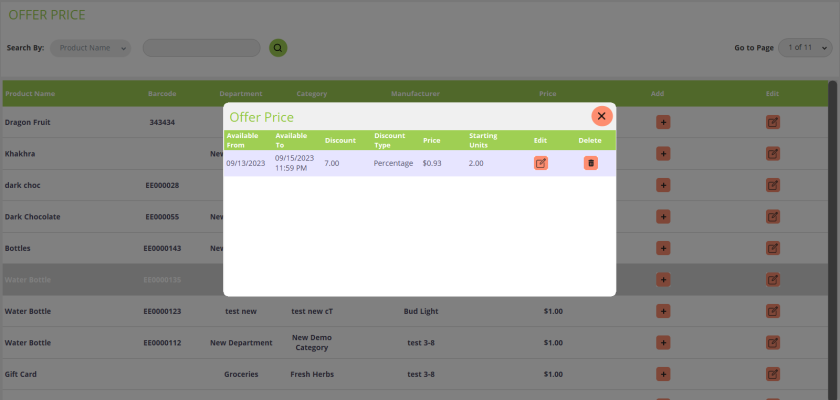 OFFER PRICE
Search By: Product Name Go to Page 1 of 11
Product Name Barcode Department Category Manufacturer Price Add Edit
Offer Price
Available From Available To Discount Discount Type Price Starting Units Edit Delete
09/13/2023 09/15/2023 11:59 PM 7.00 Percentage $0.93 2.00
Dragon Fruit 343434
Khakhra New
dark choc EE000028
Dark Chocolate EE000055 New
Bottles EE0000143 New
Water Bottle EE0000135
Water Bottle EE0000123 test new test new cT Bud Light $1.00
Water Bottle EE0000112 New Department New Demo Category test 3-8 $1.00
Gift Card Groceries Fresh Herbs test 3-8 $1.00